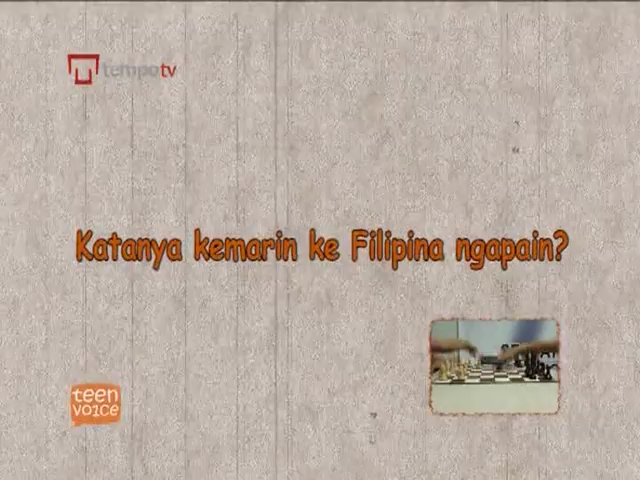 tempotv
Katanya kemarin ke Filipina ngapain?
teen
voice